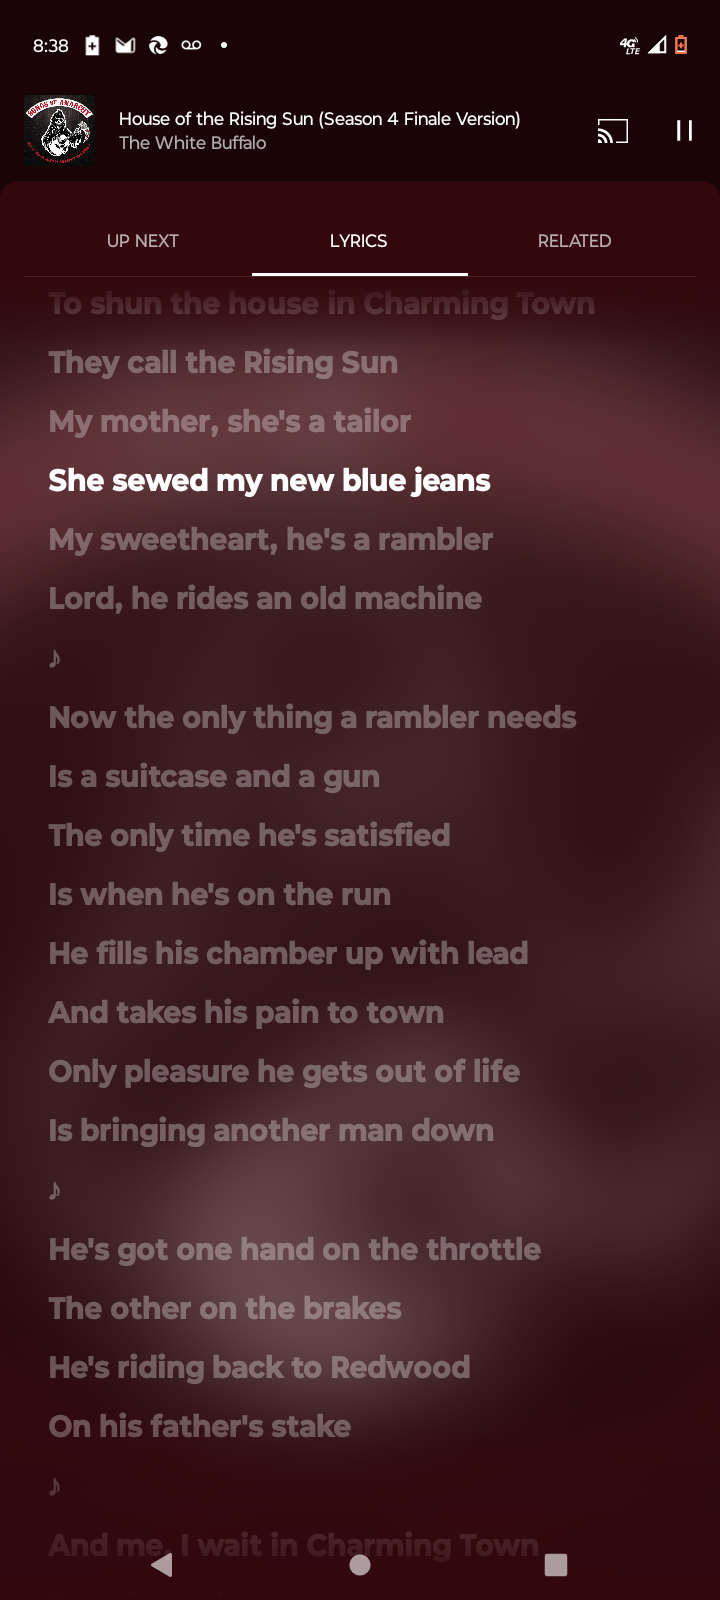 8:38
4G
LTE
SONGS OF ANARCHY
House of the Rising Sun (Season 4 Finale Version)
The White Buffalo
UP NEXT
LYRICS
RELATED
To shun the house in Charming Town
They call the Rising Sun
My mother, she's a tailor
She sewed my new blue jeans
My sweetheart, he's a rambler
Lord, he rides an old machine
♪
Now the only thing a rambler needs
Is a suitcase and a gun
The only time he's satisfied
Is when he's on the run
He fills his chamber up with lead
And takes his pain to town
Only pleasure he gets out of life
Is bringing another man down
♪
He's got one hand on the throttle
The other on the brakes
He's riding back to Redwood
On his father's stake
♪
And me, I wait in Charming Town